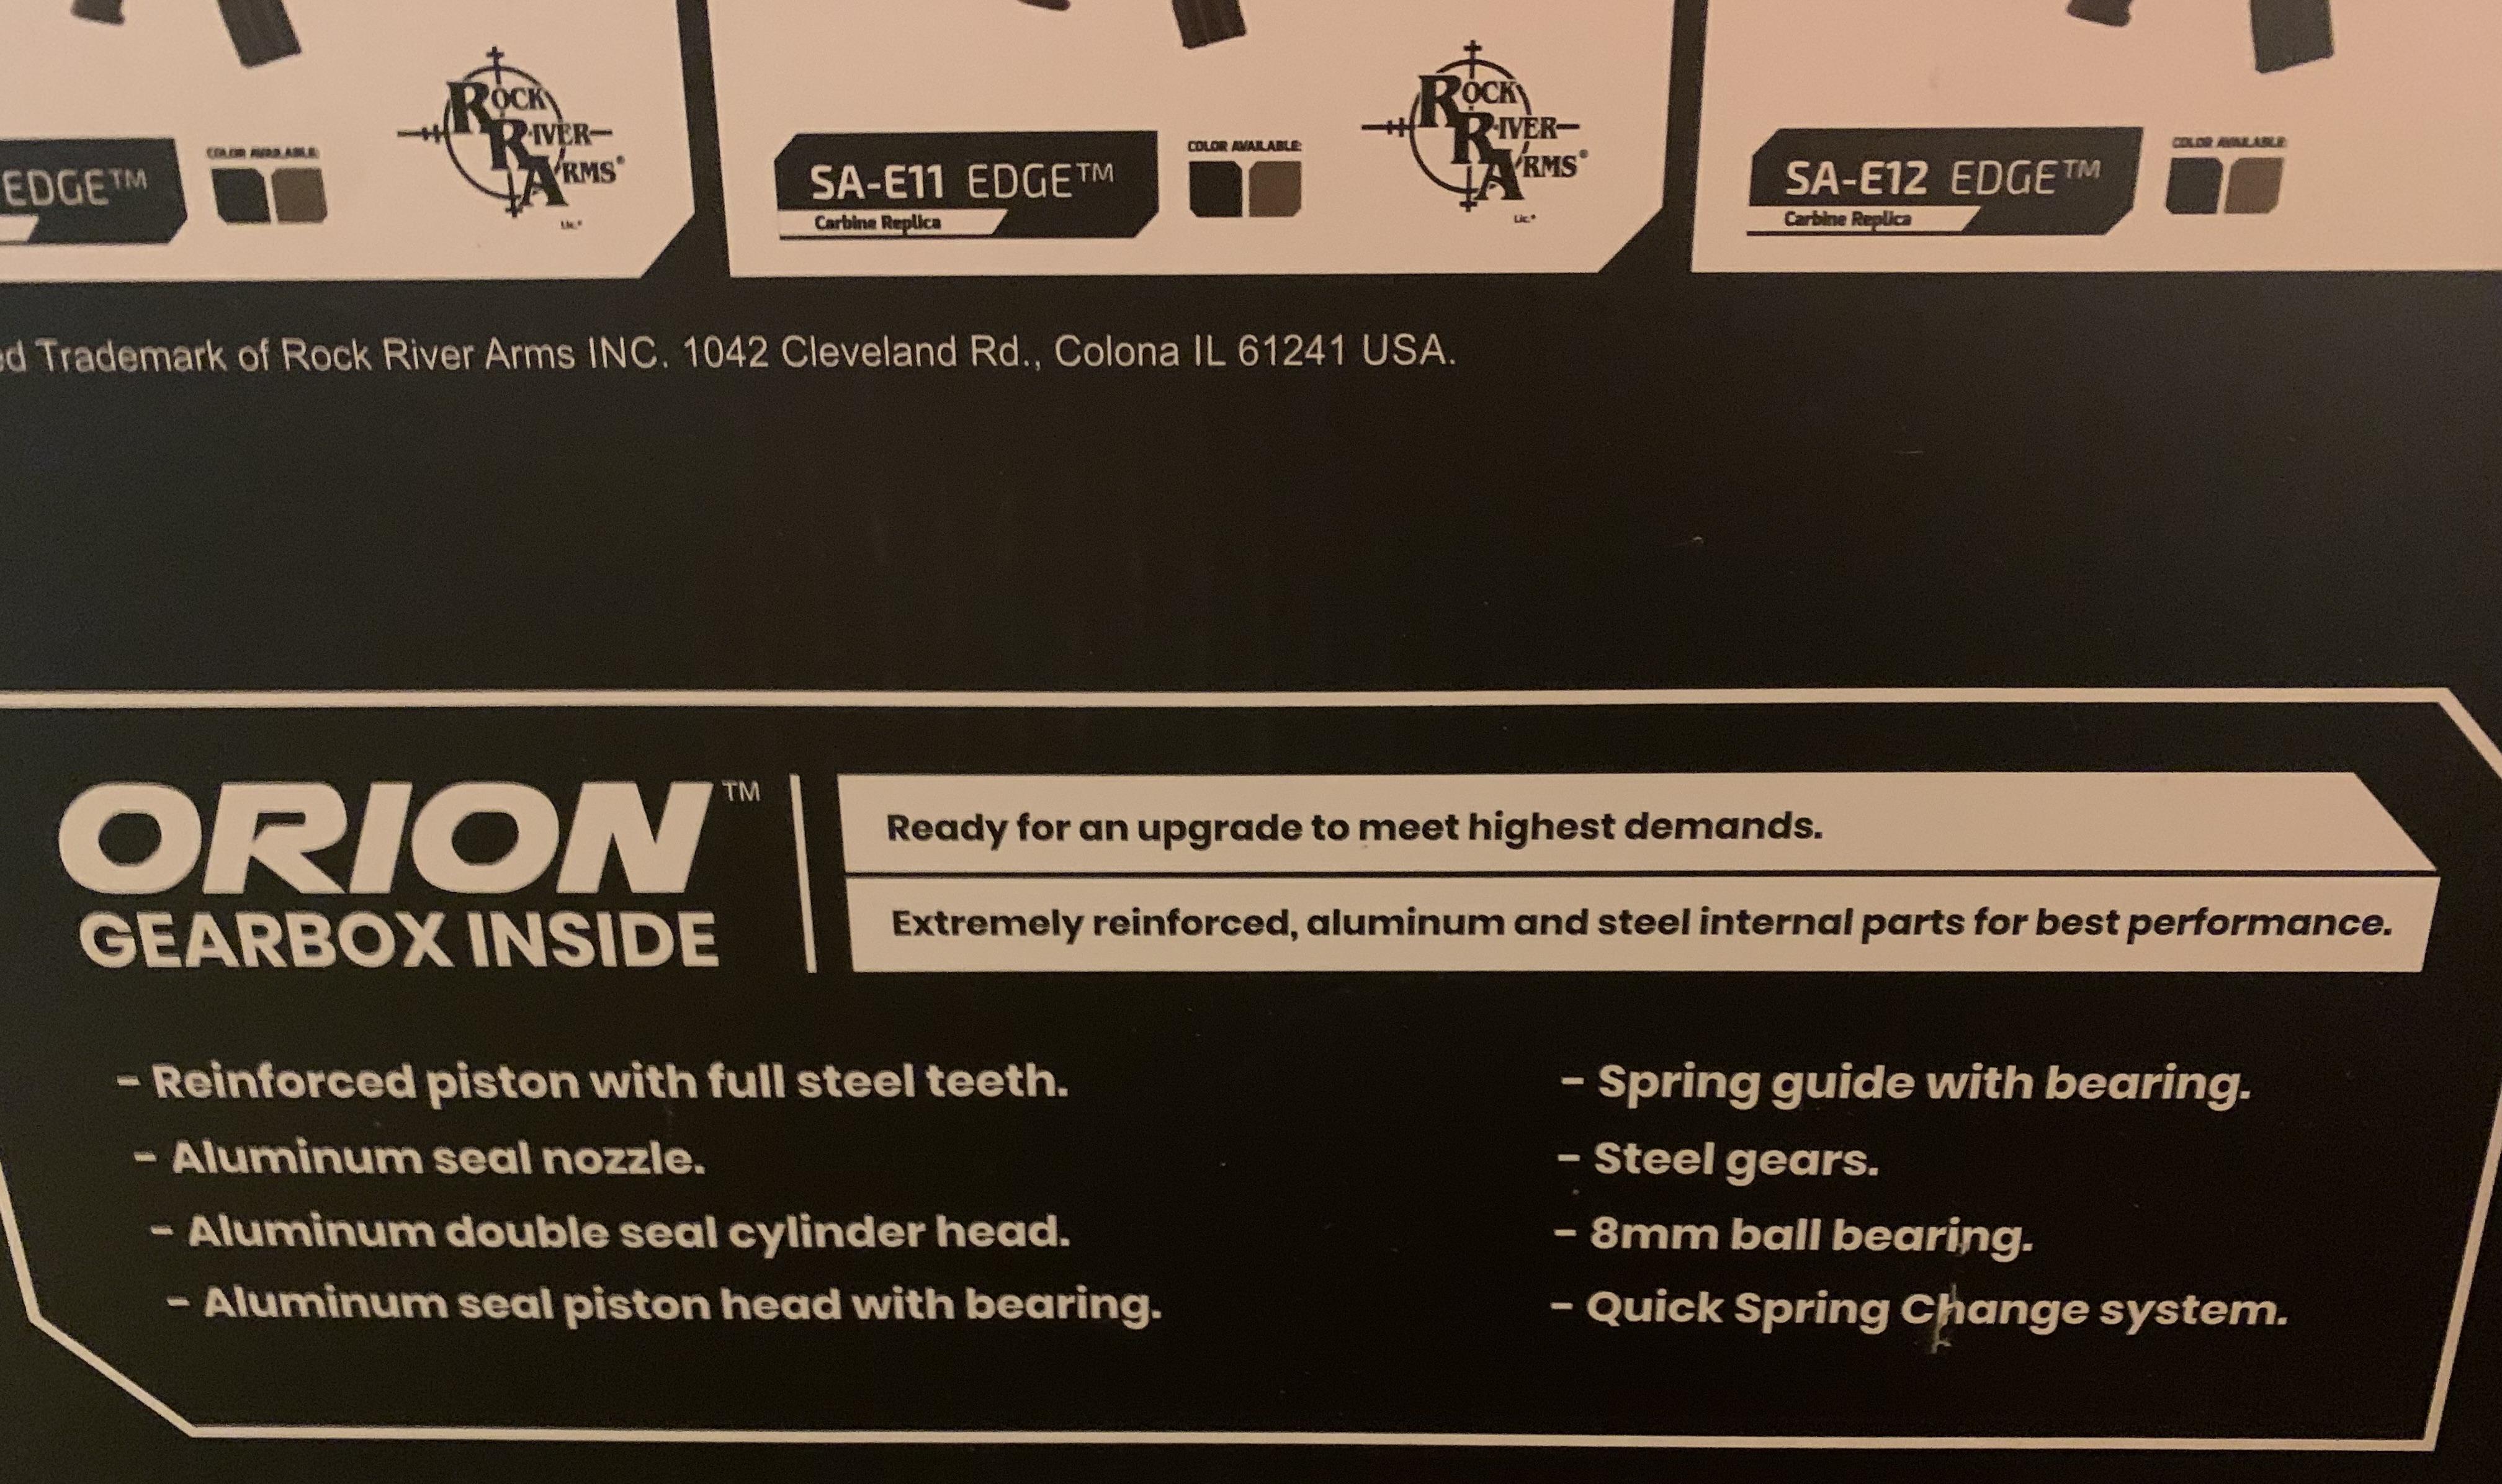 ROCK
RIVER
ARMS®
Lic.®
EDGE™
COLOR AVAILABLE:
ROCK
RIVER
ARMS®
Lic.®
SA-E11 EDGE™
Carbine Replica
COLOR AVAILABLE:
SA-E12 EDGE™
Carbine Replica
COLOR AVAILABLE:
ed Trademark of Rock River Arms INC. 1042 Cleveland Rd., Colona IL 61241 USA.
ORION™
GEARBOX INSIDE
Ready for an upgrade to meet highest demands.
Extremely reinforced, aluminum and steel internal parts for best performance.
- Reinforced piston with full steel teeth.
- Aluminum seal nozzle.
- Aluminum double seal cylinder head.
- Aluminum seal piston head with bearing.
- Spring guide with bearing.
- Steel gears.
- 8mm ball bearing.
- Quick Spring Change system.